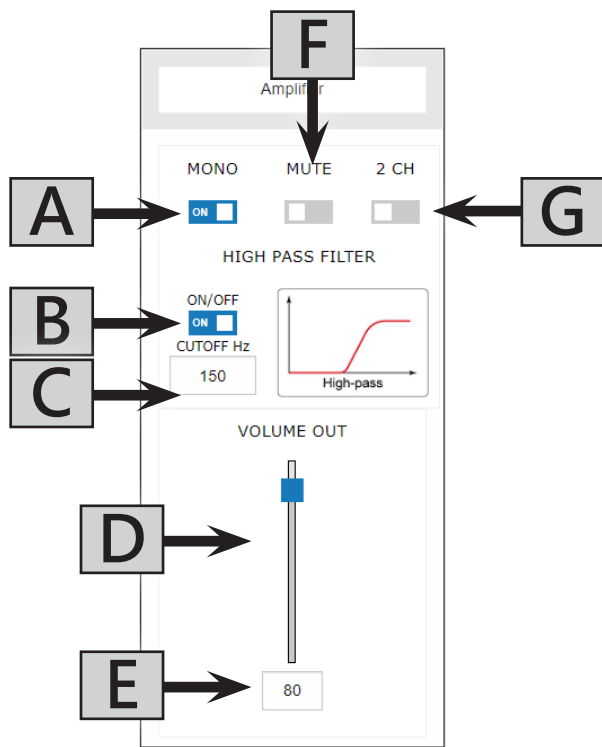 F
Amplifier
MONO MUTE 2 CH
A ON G
HIGH PASS FILTER
ON/OFF
B ON
CUTOFF Hz
C 150
High-pass
VOLUME OUT
D
E 80